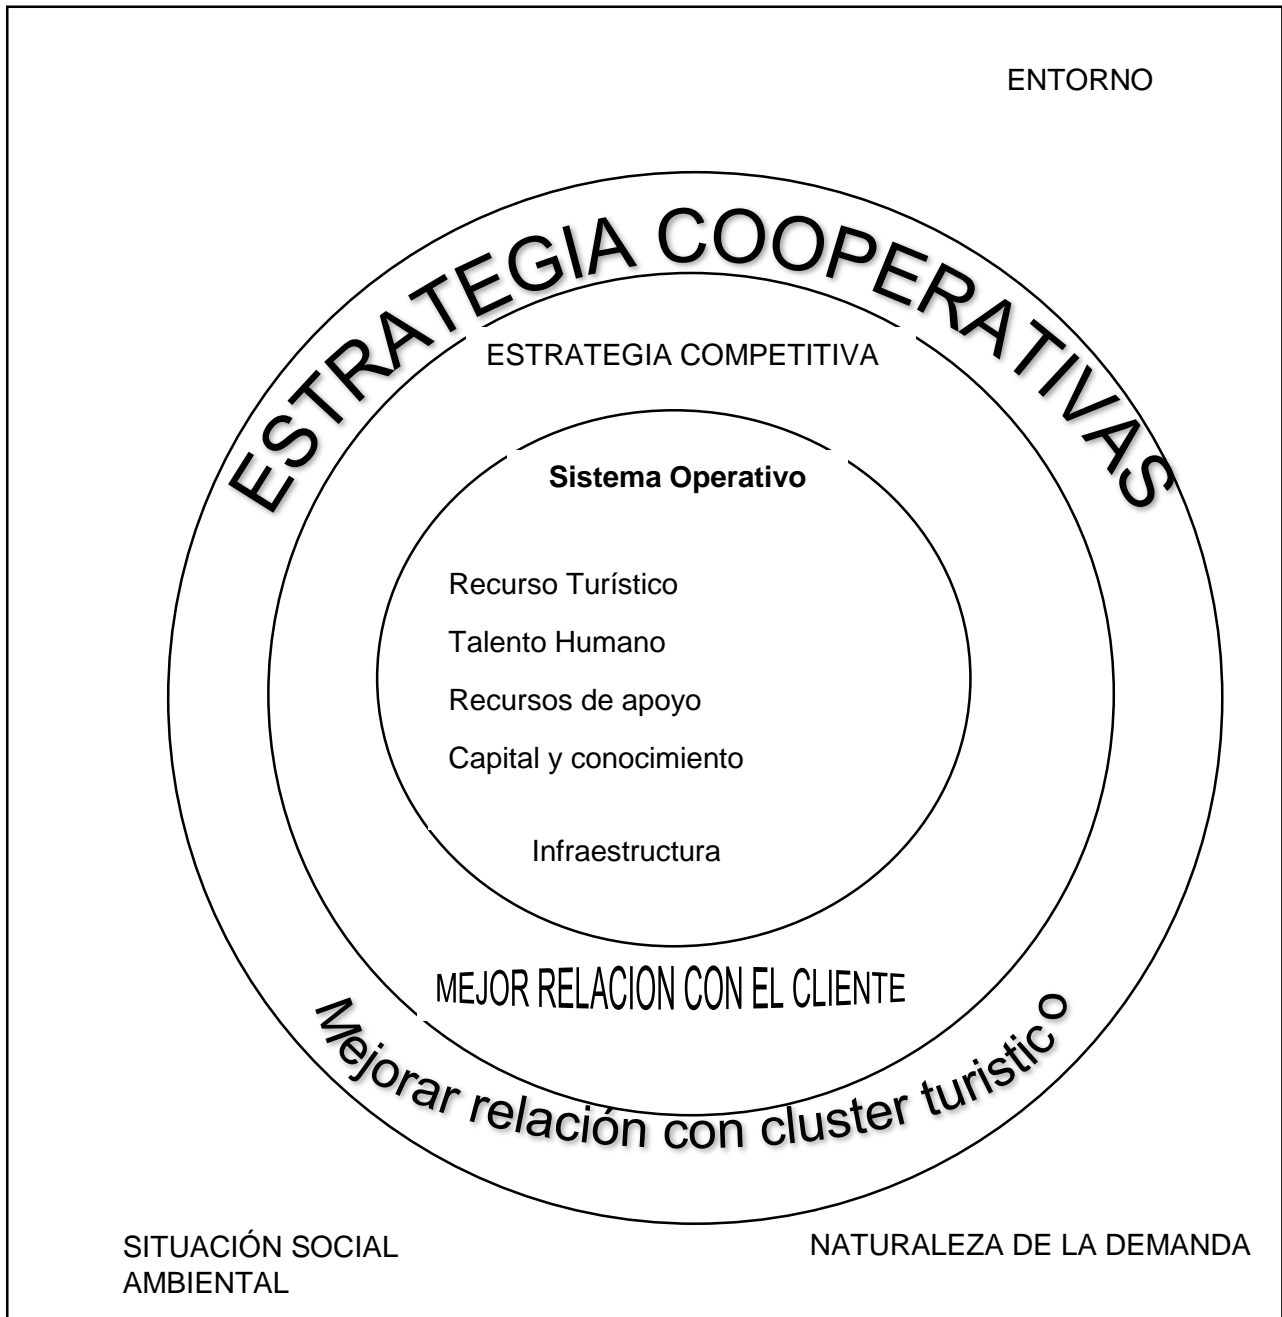 ENTORNO
ESTRATEGIA COOPERATIVAS
ESTRATEGIA COMPETITIVA
Sistema Operativo
Recurso Turístico
Talento Humano
Recursos de apoyo
Capital y conocimiento
Infraestructura
MEJOR RELACION CON EL CLIENTE
Mejorar relación con cluster turistico
SITUACIÓN SOCIAL
AMBIENTAL
NATURALEZA DE LA DEMANDA